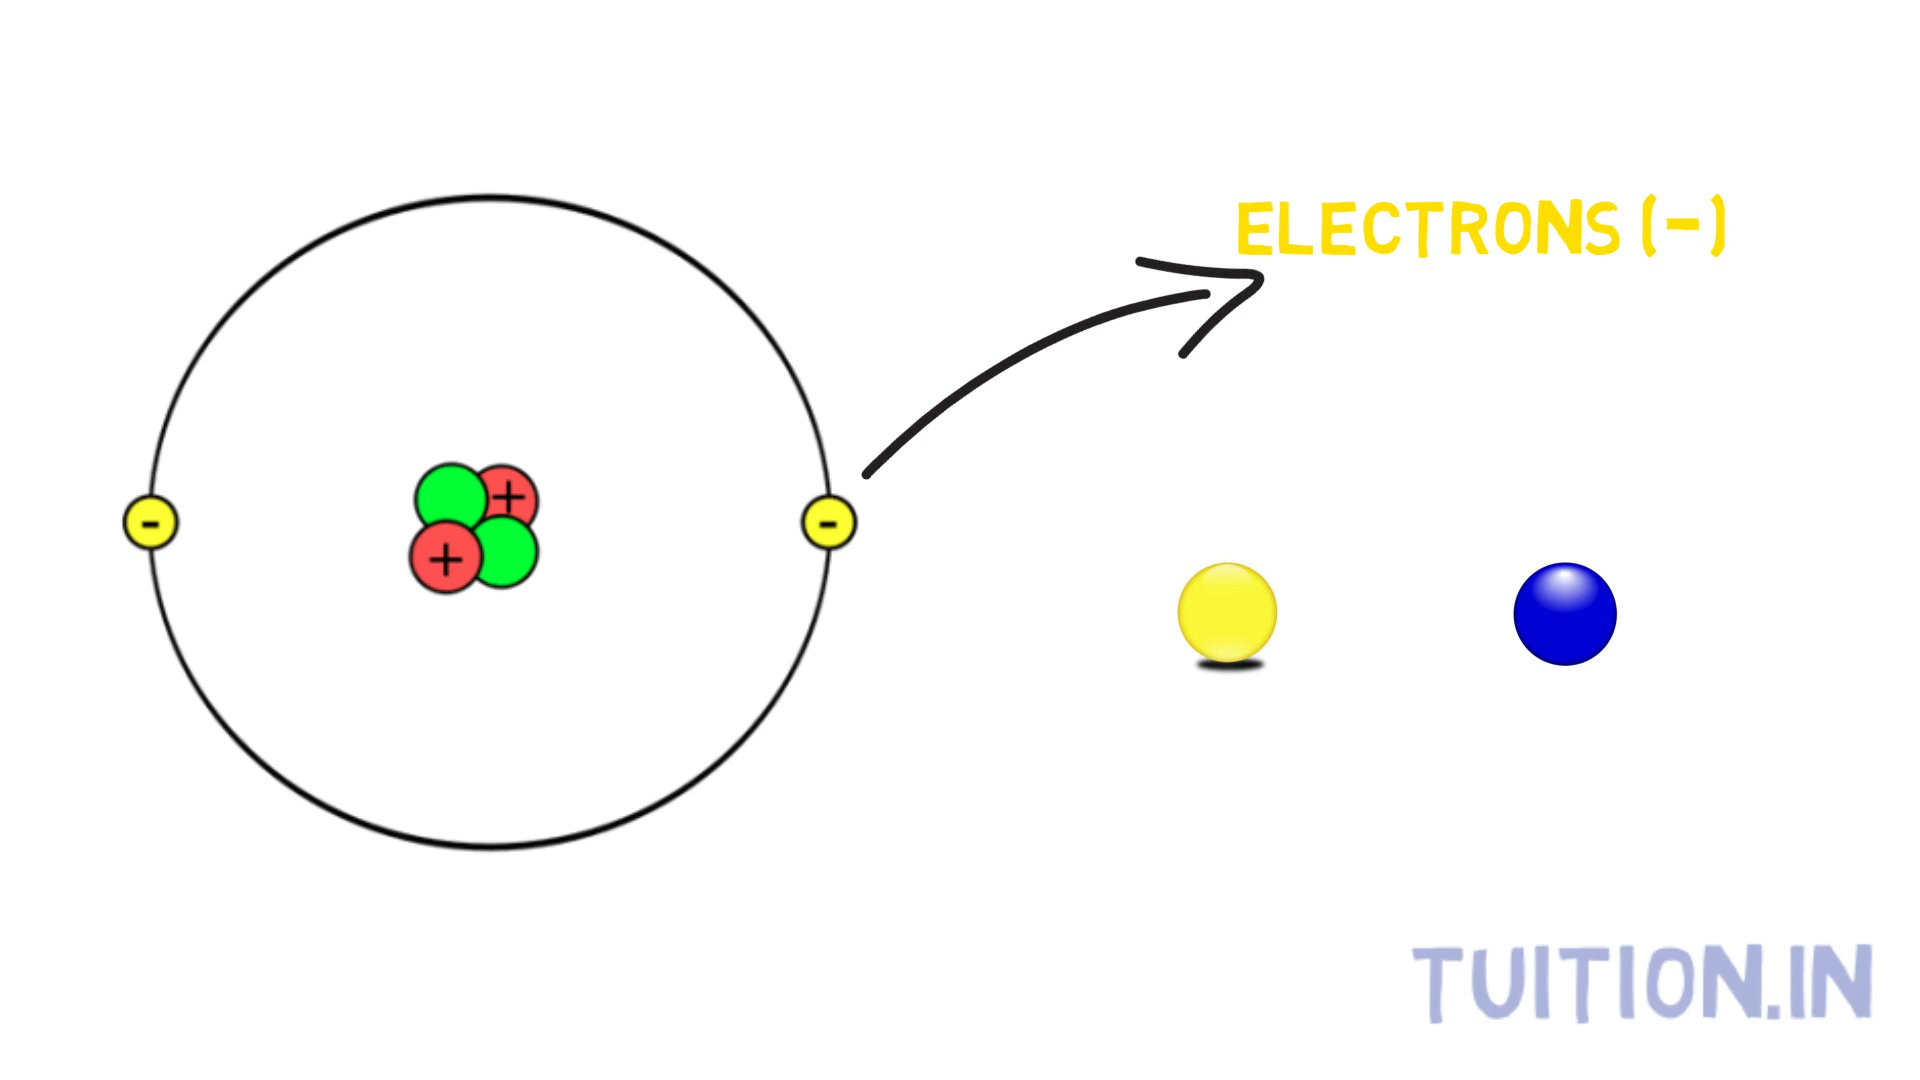 ELECTRONS (-)
+
- -
+
TUITION.IN